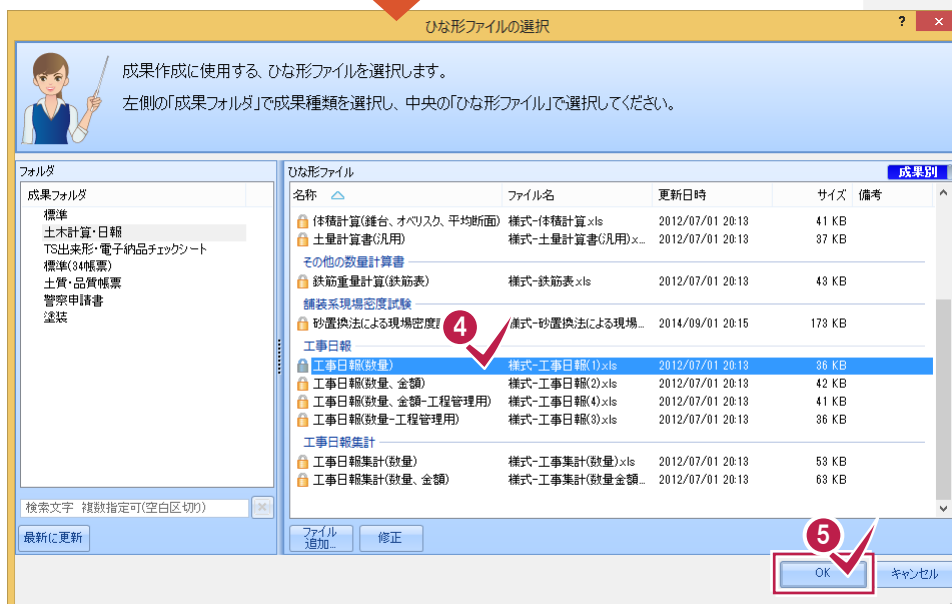 ひな形ファイルの選択
? ×
成果作成に使用する、ひな形ファイルを選択します。
左側の「成果フォルダ」で成果種類を選択し、中央の「ひな形ファイル」で選択してください。
フォルダ
成果フォルダ
標準
土木計算・日報
TS出来形・電子納品チェックシート
標準(34帳票)
土質・品質帳票
警察申請書
塗装
検索文字 複数指定可(空白区切り)
最新に更新
ひな形ファイル 成果別
名称 ファイル名 更新日時 サイズ 備考
体積計算(錐台、オベリスク、平均断面) 様式-体積計算.xls 2012/07/01 20:13 41 KB
土量計算書(汎用) 様式-土量計算書(汎用).x... 2012/07/01 20:13 37 KB
その他の数量計算書
鉄筋重量計算(鉄筋表) 様式-鉄筋表.xls 2012/07/01 20:13 43 KB
舗装系現場密度試験
砂置換法による現場密度 様式-砂置換法による現場... 2014/09/01 20:15 173 KB
4
工事日報
工事日報(数量) 様式-工事日報(1).xls 2012/07/01 20:13 36 KB
工事日報(数量、金額) 様式-工事日報(2).xls 2012/07/01 20:13 42 KB
工事日報(数量、金額-工程管理用) 様式-工事日報(4).xls 2012/07/01 20:13 41 KB
工事日報(数量-工程管理用) 様式-工事日報(3).xls 2012/07/01 20:13 36 KB
工事日報集計
工事日報集計(数量) 様式-工事集計(数量).xls 2012/07/01 20:13 53 KB
工事日報集計(数量、金額) 様式-工事集計(数量金額... 2012/07/01 20:13 63 KB
ファイル
追加...
修正
5
OK
キャンセル